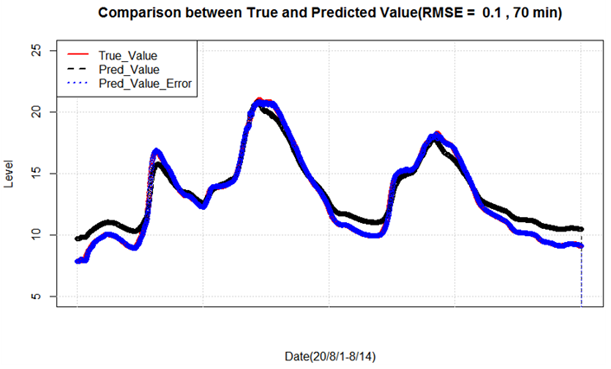 Comparison between True and Predicted Value(RMSE = 0.1 , 70 min)
25
20
15
10
5
Level
True_Value
Pred_Value
Pred_Value_Error
Date(20/8/1-8/14)